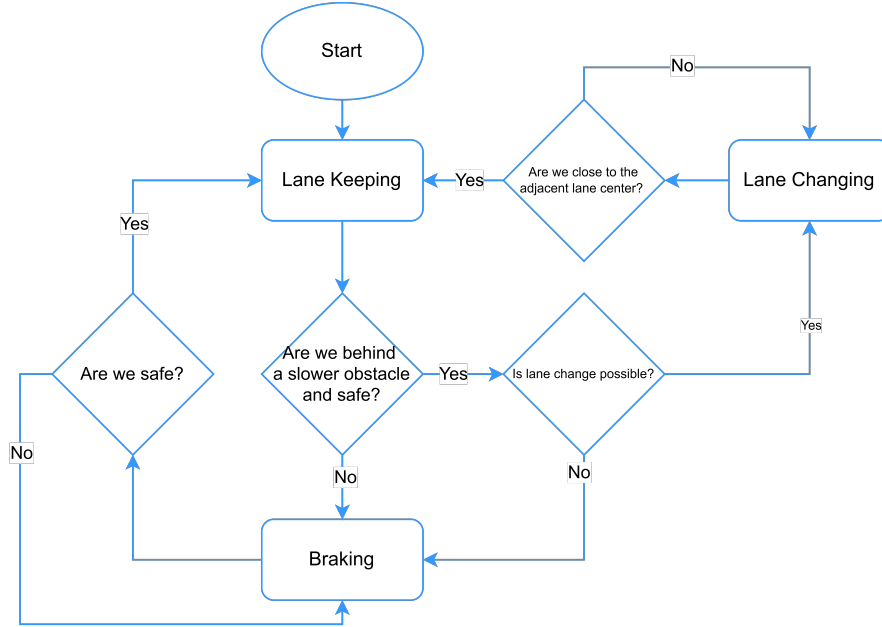 Start
No
Lane Keeping
Yes
Are we close to the
adjacent lane center?
Lane Changing
Yes
Yes
Are we safe?
Are we behind
a slower obstacle
and safe?
Yes
Is lane change possible?
No
No
No
Braking